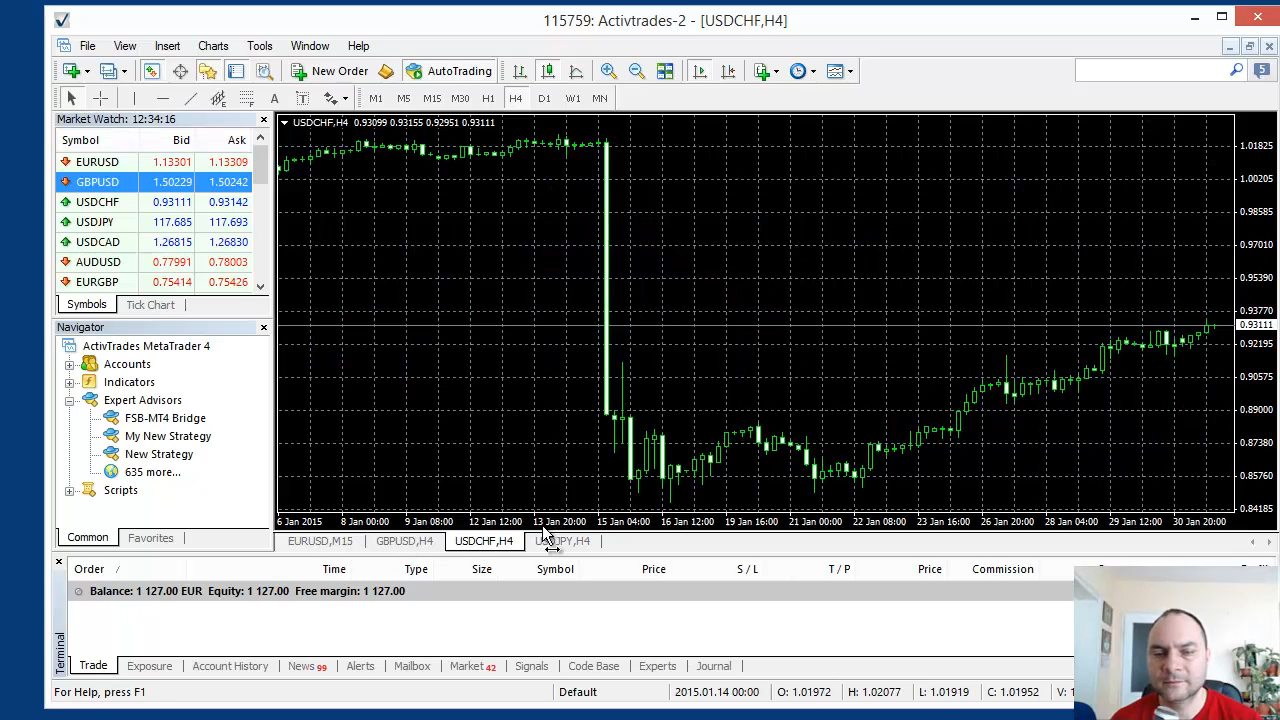 115759: Activtrades-2 - [USDCHF,H4]
File View Insert Charts Tools Window Help
New Order AutoTrading 5
A T M1 M5 M15 M30 H1 H4 D1 W1 MN
Market Watch: 12:34:16
Symbol Bid Ask
EURUSD 1.13301 1.13309
GBPUSD 1.50229 1.50242
USDCHF 0.93111 0.93142
USDJPY 117.685 117.693
USDCAD 1.26815 1.26830
AUDUSD 0.77991 0.78003
EURGBP 0.75414 0.75426
Symbols Tick Chart
Navigator
ActivTrades MetaTrader 4
Accounts
Indicators
Expert Advisors
FSB-MT4 Bridge
My New Strategy
New Strategy
635 more...
Scripts
Common Favorites
USDCHF,H4 0.93099 0.93155 0.92951 0.93111
1.01825
1.00205
0.98585
0.97010
0.95390
0.93770
0.93111
0.92195
0.90575
0.89000
0.87380
0.85760
0.84185
6 Jan 2015 8 Jan 00:00 9 Jan 08:00 12 Jan 12:00 13 Jan 20:00 15 Jan 04:00 16 Jan 12:00 19 Jan 16:00 21 Jan 00:00 22 Jan 08:00 23 Jan 16:00 26 Jan 20:00 28 Jan 04:00 29 Jan 12:00 30 Jan 20:00
EURUSD,M15 GBPUSD,H4 USDCHF,H4
Order / Time Type Size Symbol Price S / L T / P Price Commission
Balance: 1 127.00 EUR Equity: 1 127.00 Free margin: 1 127.00
Terminal
Trade Exposure Account History News 99 Alerts Mailbox Market 42 Signals Code Base Experts Journal
For Help, press F1 Default 2015.01.14 00:00 O: 1.01972 H: 1.02077 L: 1.01919 C: 1.01952 V: 1